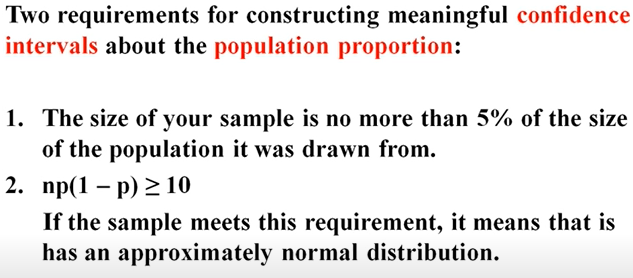 Two requirements for constructing meaningful confidence
intervals about the population proportion:
1. The size of your sample is no more than 5% of the size
of the population it was drawn from.
2. np(1 – p) ≥ 10
If the sample meets this requirement, it means that is
has an approximately normal distribution.